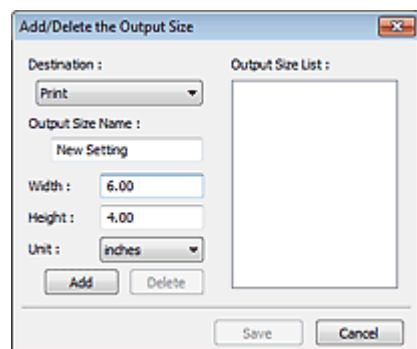 Add/Delete the Output Size
Destination :
Print
Output Size Name :
New Setting
Width : 6.00
Height : 4.00
Unit : inches
Add Delete
Output Size List :
Save Cancel